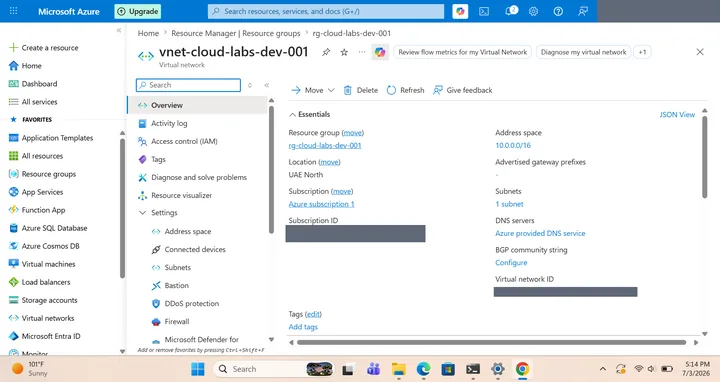 Microsoft Azure
Upgrade
Search resources, services, and docs (G+/)
2
Home > Resource Manager | Resource groups > rg-cloud-labs-dev-001
vnet-cloud-labs-dev-001
Virtual network
Review flow metrics for my Virtual Network
Diagnose my virtual network
+1
Create a resource
Home
Dashboard
All services
FAVORITES
Application Templates
All resources
Resource groups
App Services
Function App
Azure SQL Database
Azure Cosmos DB
Virtual machines
Load balancers
Storage accounts
Virtual networks
Microsoft Entra ID
Monitor
Search
Overview
Activity log
Access control (IAM)
Tags
Diagnose and solve problems
Resource visualizer
Settings
Address space
Connected devices
Subnets
Bastion
DDoS protection
Firewall
Microsoft Defender for
Add or remove favorites by pressing Ctrl+Shift+F
Move
Delete
Refresh
Give feedback
Essentials
JSON View
Resource group (move)
rg-cloud-labs-dev-001
Location (move)
UAE North
Subscription (move)
Azure subscription 1
Subscription ID
Address space
10.0.0.0/16
Advertised gateway prefixes
-
Subnets
1 subnet
DNS servers
Azure provided DNS service
BGP community string
Configure
Virtual network ID
Tags (edit)
Add tags
101°F
Sunny
Search
5:14 PM
7/3/2026